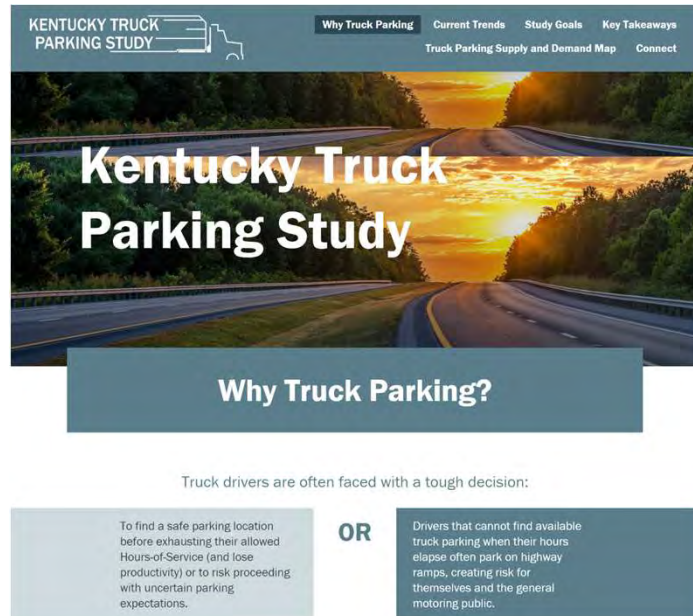 KENTUCKY TRUCK
PARKING STUDY
Why Truck Parking Current Trends Study Goals Key Takeaways
Truck Parking Supply and Demand Map Connect
Kentucky Truck
Parking Study
Why Truck Parking?
Truck drivers are often faced with a tough decision:
To find a safe parking location
before exhausting their allowed
Hours-of-Service (and lose
productivity) or to risk proceeding
with uncertain parking
expectations.
OR
Drivers that cannot find available
truck parking when their hours
elapse often park on highway
ramps, creating risk for
themselves and the general
motoring public.